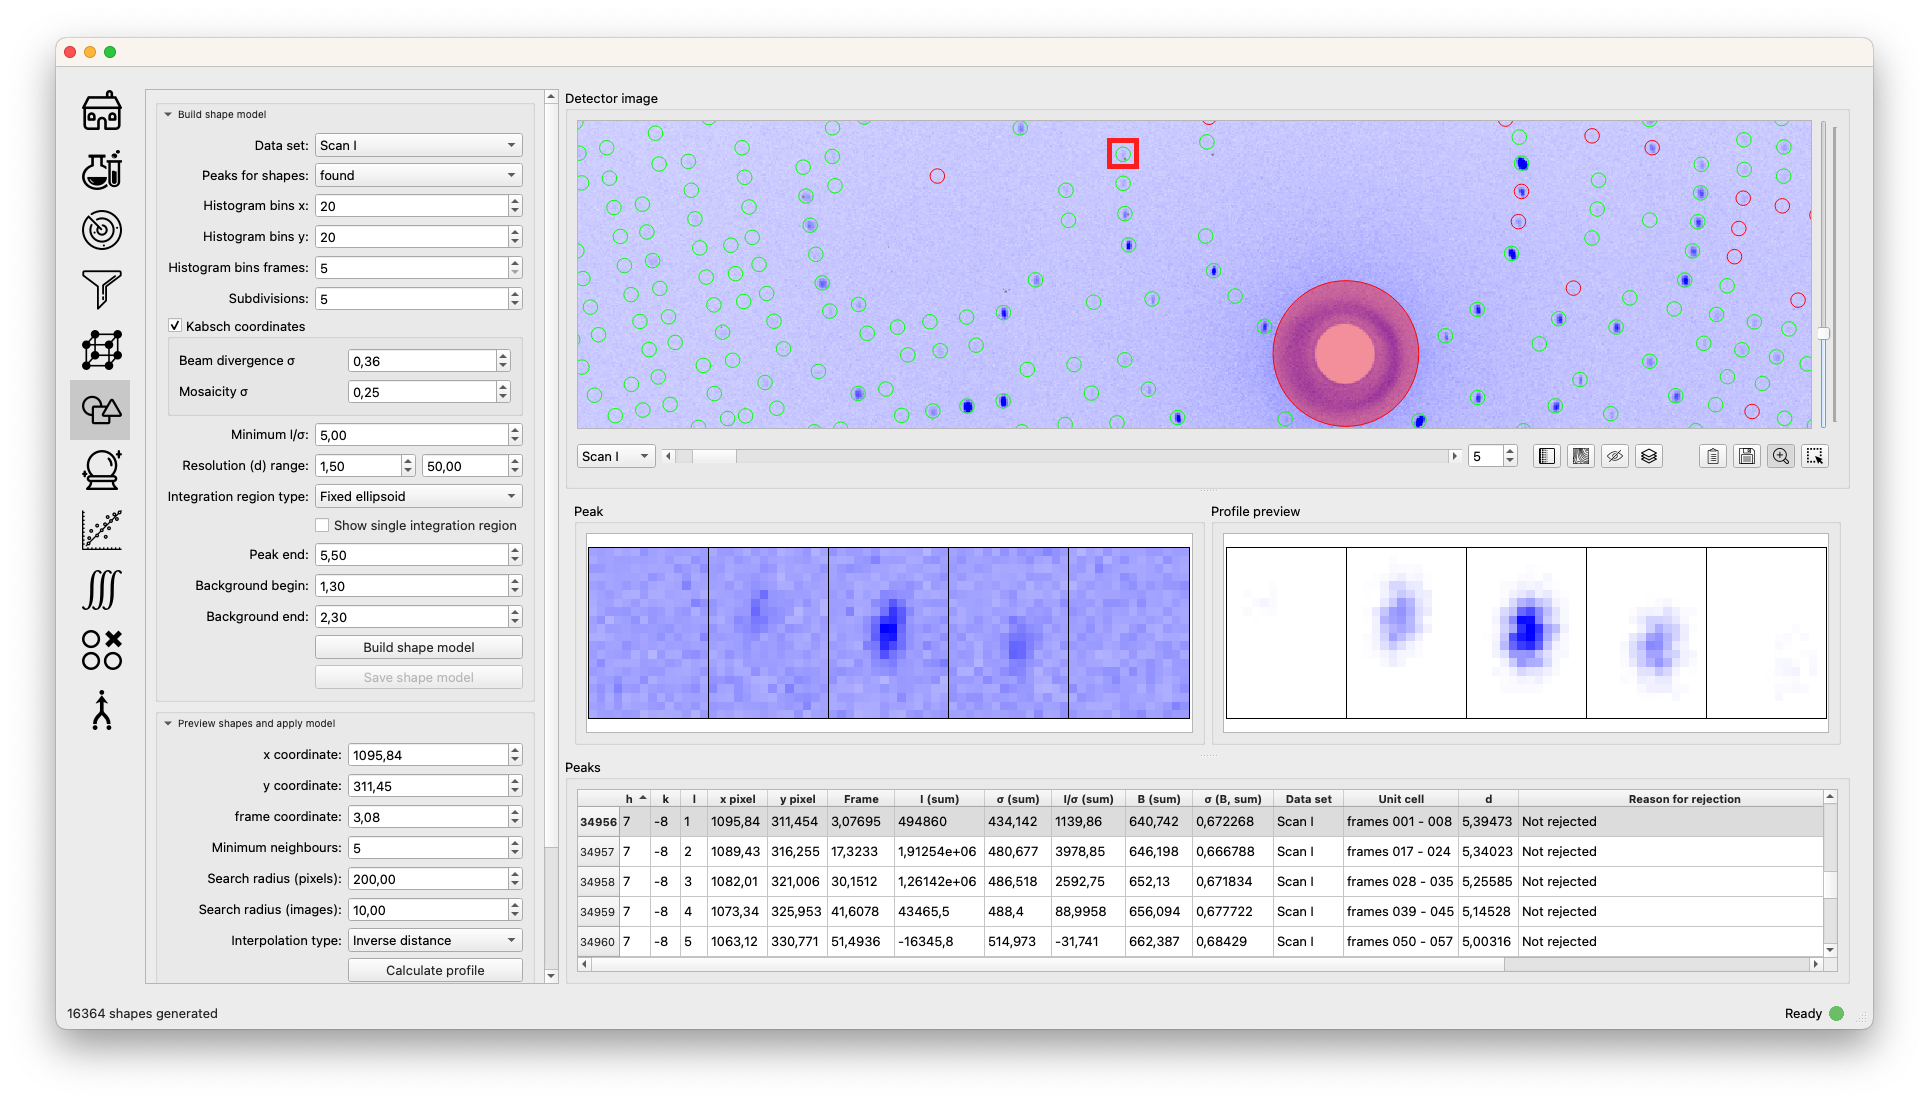 Build shape model
Data set: Scan I
Peaks for shapes: found
Histogram bins x: 20
Histogram bins y: 20
Histogram bins frames: 5
Subdivisions: 5
Kabsch coordinates
Beam divergence σ 0,36
Mosaicity σ 0,25
Minimum I/σ: 5,00
Resolution (d) range: 1,50 50,00
Integration region type: Fixed ellipsoid
Show single integration region
Peak end: 5,50
Background begin: 1,30
Background end: 2,30
Build shape model
Save shape model
Preview shapes and apply model
x coordinate: 1095,84
y coordinate: 311,45
frame coordinate: 3,08
Minimum neighbours: 5
Search radius (pixels): 200,00
Search radius (images): 10,00
Interpolation type: Inverse distance
Calculate profile
Detector image
Scan I 5
Peak
Profile preview
Peaks
h k l x pixel y pixel Frame I (sum) σ (sum) I/σ (sum) B (sum) σ (B, sum) Data set Unit cell d Reason for rejection
34956 7 -8 1 1095,84 311,454 3,07695 494860 434,142 1139,86 640,742 0,672268 Scan I frames 001 - 008 5,39473 Not rejected
34957 7 -8 2 1089,43 316,255 17,3233 1,91254e+06 480,677 3978,85 646,198 0,666788 Scan I frames 017 - 024 5,34023 Not rejected
34958 7 -8 3 1082,01 321,006 30,1512 1,26142e+06 486,518 2592,75 652,13 0,671834 Scan I frames 028 - 035 5,25585 Not rejected
34959 7 -8 4 1073,34 325,953 41,6078 43465,5 488,4 88,9958 656,094 0,677722 Scan I frames 039 - 045 5,14528 Not rejected
34960 7 -8 5 1063,12 330,771 51,4936 -16345,8 514,973 -31,741 662,387 0,68429 Scan I frames 050 - 057 5,00316 Not rejected
16364 shapes generated
Ready